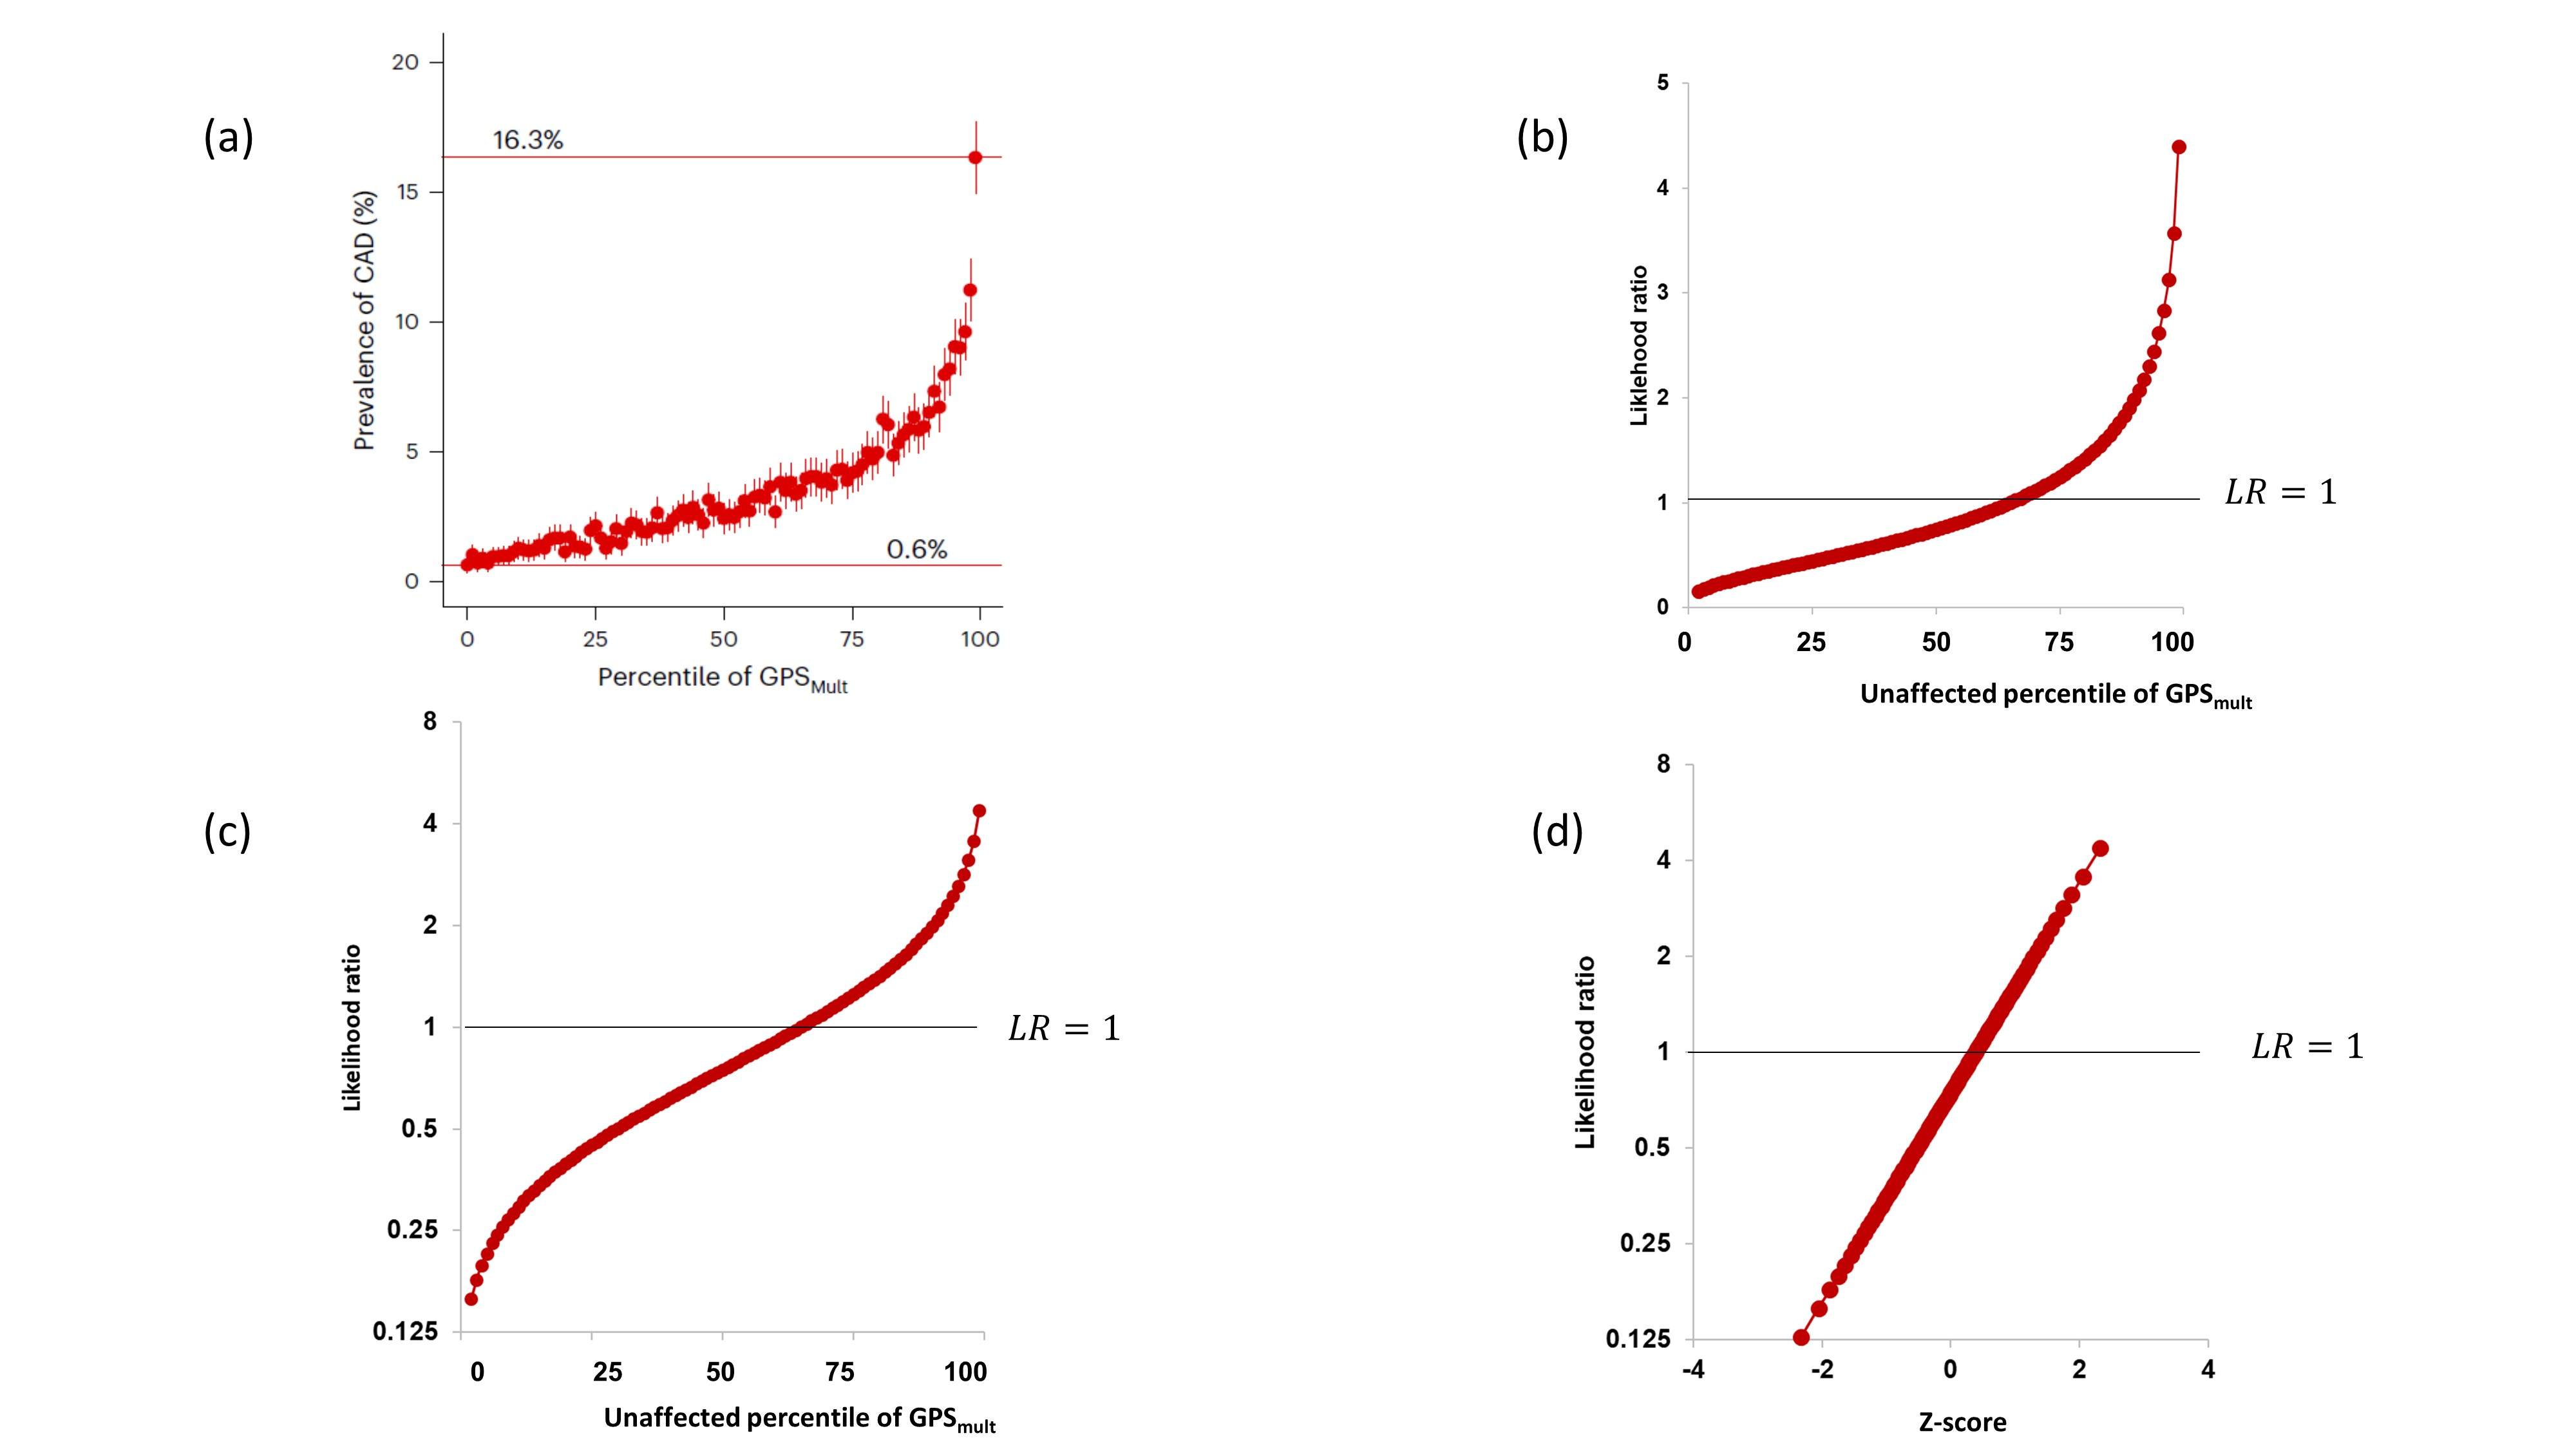 (a)
20
15
10
5
0
16.3%
0.6%
Prevalence of CAD (%)
0 25 50 75 100
Percentile of GPSMult
(b)
5
4
3
2
1
0
Liklehoood ratio
LR = 1
0 25 50 75 100
Unaffected percentile of GPSmult
(c)
8
4
2
1
0.5
0.25
0.125
Likelihood ratio
LR = 1
0 25 50 75 100
Unaffected percentile of GPSmult
(d)
8
4
2
1
0.5
0.25
0.125
Likelihood ratio
LR = 1
-4 -2 0 2 4
Z-score